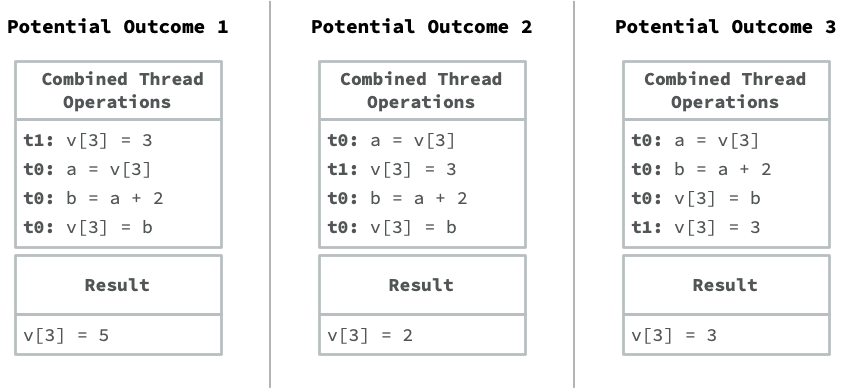 Potential Outcome 1
Combined Thread
Operations
t1: v[3] = 3
t0: a = v[3]
t0: b = a + 2
t0: v[3] = b
Result
v[3] = 5
Potential Outcome 2
Combined Thread
Operations
t0: a = v[3]
t1: v[3] = 3
t0: b = a + 2
t0: v[3] = b
Result
v[3] = 2
Potential Outcome 3
Combined Thread
Operations
t0: a = v[3]
t0: b = a + 2
t0: v[3] = b
t1: v[3] = 3
Result
v[3] = 3